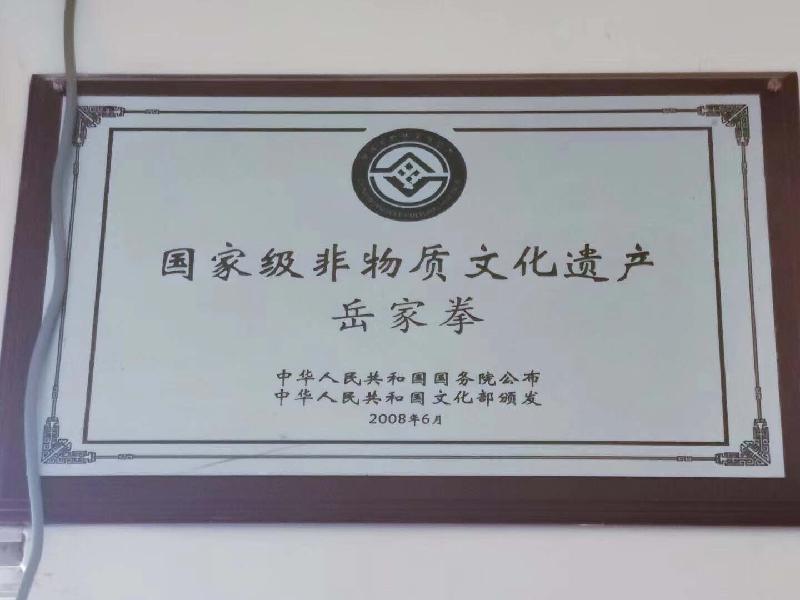 国家级非物质文化遗产
岳家拳
中华人民共和国国务院公布
中华人民共和国文化部颁发
2008年6月